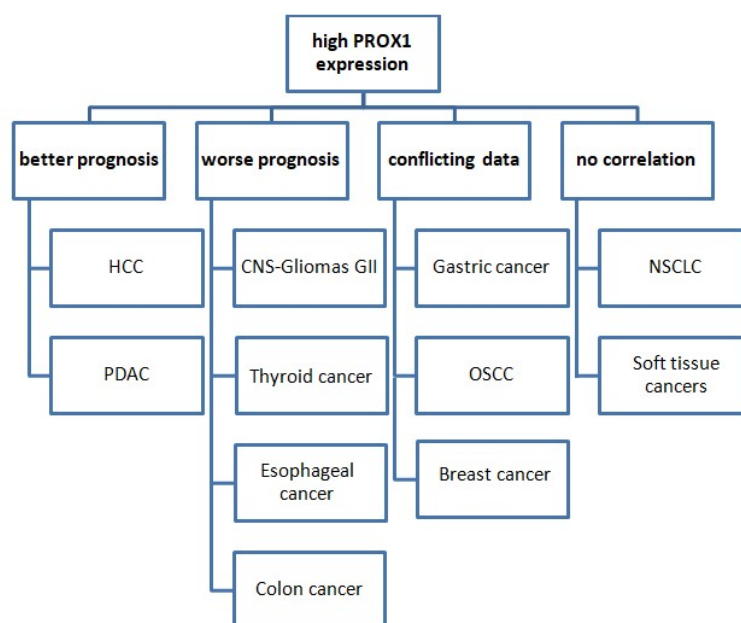 high PROX1
expression
better prognosis
worse prognosis
conflicting data
no correlation
HCC
CNS-Gliomas GII
Gastric cancer
NSCLC
PDAC
Thyroid cancer
OSCC
Soft tissue
cancers
Esophageal
cancer
Breast cancer
Colon cancer